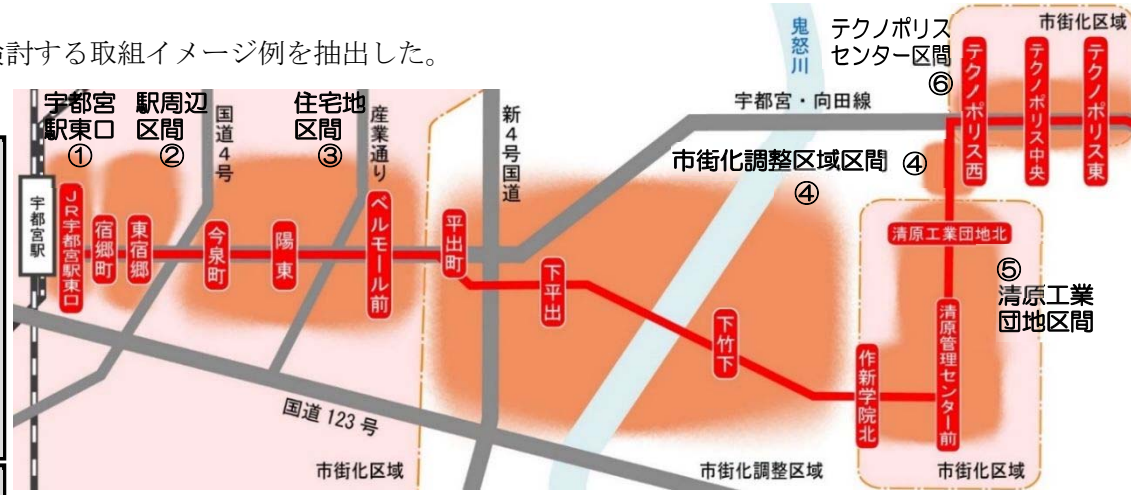 検討する取組イメージ例を抽出した。
宇都宮
駅東口
①
駅周辺
区間
②
国道4号
住宅地
区間
③
産業通り
新4号国道
鬼怒川
テクノポリス
センター区間
⑥
市街化区域
宇都宮・向田線
市街化調整区域区間
④
④
テクノポリス西
テクノポリス中央
テクノポリス東
宇都宮駅
JR宇都宮駅東口
宿郷町
東宿郷
今泉町
陽東
ベルモール前
平出町
下平出
下竹下
作新学院北
清原管理センター前
清原工業団地北
⑤
清原工業
団地区間
国道123号
市街化区域
市街化調整区域
市街化区域